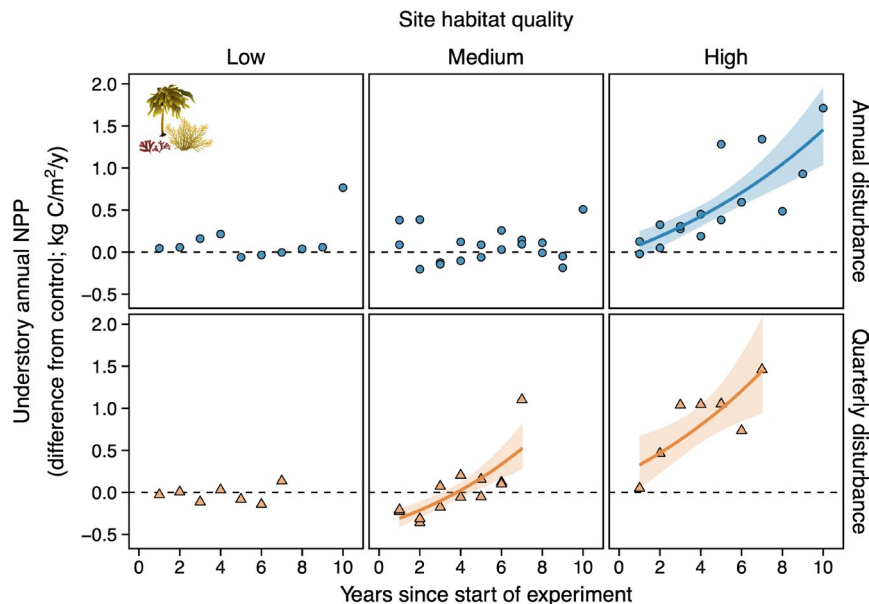 Site habitat quality
Low Medium High
Understory annual NPP
(difference from control; kg C/m²/y)
2.0
1.5
1.0
0.5
0.0
−0.5
Annual disturbance
2.0
1.5
1.0
0.5
0.0
−0.5
Quarterly disturbance
0 2 4 6 8 10 0 2 4 6 8 10 0 2 4 6 8 10
Years since start of experiment